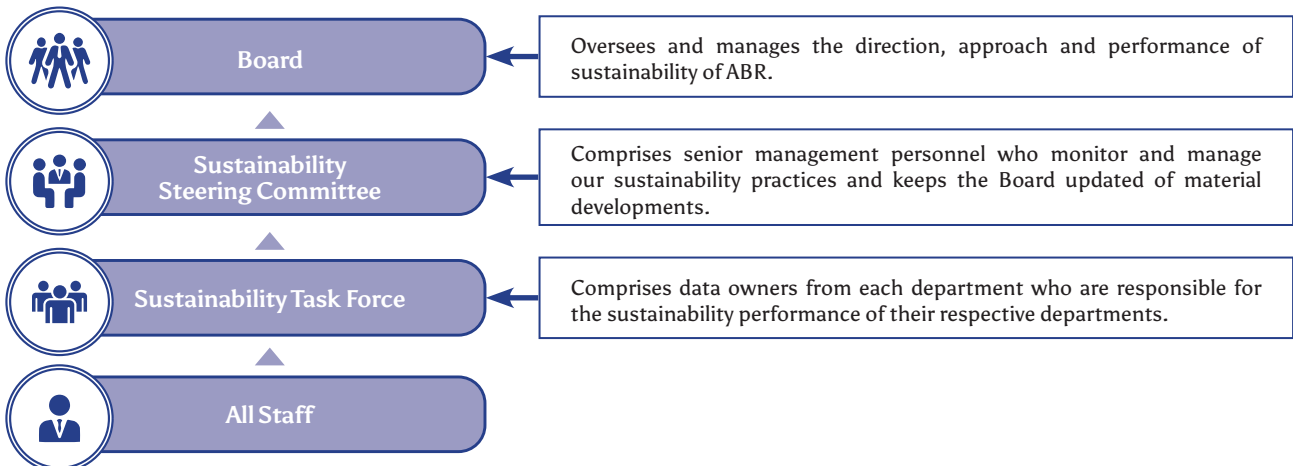 Board
Oversees and manages the direction, approach and performance of
sustainability of ABR.
Sustainability
Steering Committee
Comprises senior management personnel who monitor and manage
our sustainability practices and keeps the Board updated of material
developments.
Sustainability Task Force
Comprises data owners from each department who are responsible for
the sustainability performance of their respective departments.
All Staff